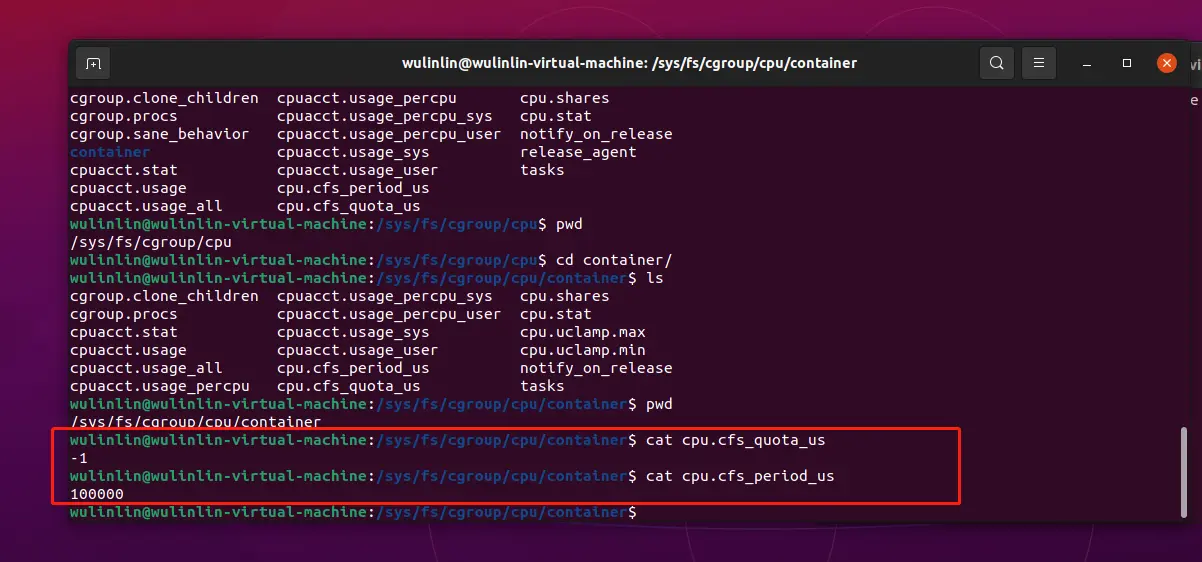 wulinlin@wulinlin-virtual-machine: /sys/fs/cgroup/cpu/container
cgroup.clone_children  cpuacct.usage_percpu       cpu.shares
cgroup.procs           cpuacct.usage_percpu_sys   cpu.stat
cgroup.sane_behavior   cpuacct.usage_percpu_user  notify_on_release
container              cpuacct.usage_sys          release_agent
cpuacct.stat           cpuacct.usage_user         tasks
cpuacct.usage          cpu.cfs_period_us
cpuacct.usage_all      cpu.cfs_quota_us
wulinlin@wulinlin-virtual-machine:/sys/fs/cgroup/cpu$ pwd
/sys/fs/cgroup/cpu
wulinlin@wulinlin-virtual-machine:/sys/fs/cgroup/cpu$ cd container/
wulinlin@wulinlin-virtual-machine:/sys/fs/cgroup/cpu/container$ ls
cgroup.clone_children  cpuacct.usage_percpu_sys   cpu.shares
cgroup.procs           cpuacct.usage_percpu_user  cpu.stat
cpuacct.stat           cpuacct.usage_sys          cpu.uclamp.max
cpuacct.usage          cpuacct.usage_user         cpu.uclamp.min
cpuacct.usage_all      cpu.cfs_period_us          notify_on_release
cpuacct.usage_percpu   cpu.cfs_quota_us           tasks
wulinlin@wulinlin-virtual-machine:/sys/fs/cgroup/cpu/container$ pwd
/sys/fs/cgroup/cpu/container
wulinlin@wulinlin-virtual-machine:/sys/fs/cgroup/cpu/container$ cat cpu.cfs_quota_us
-1
wulinlin@wulinlin-virtual-machine:/sys/fs/cgroup/cpu/container$ cat cpu.cfs_period_us
100000
wulinlin@wulinlin-virtual-machine:/sys/fs/cgroup/cpu/container$